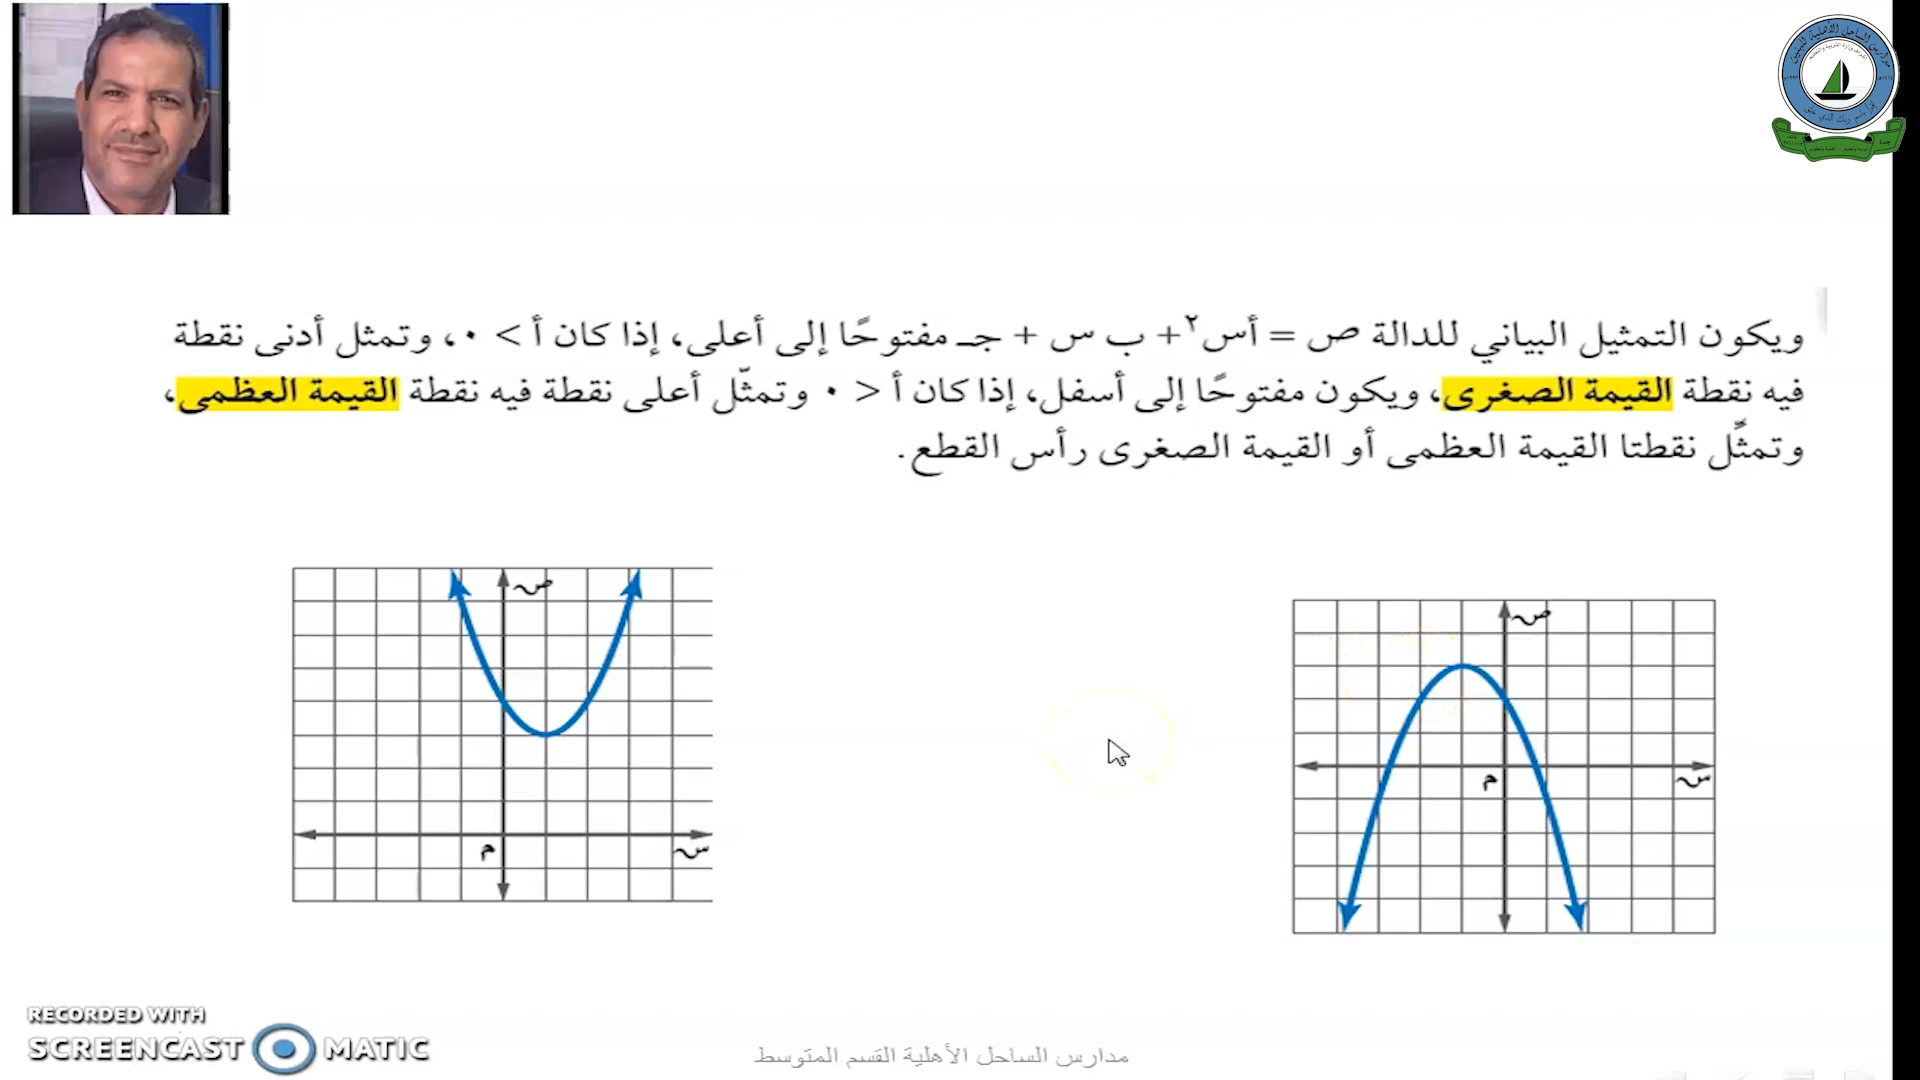 ويكون التمثيل البياني للدالة ص = أس٢ + ب س + جـ مفتوحًا إلى أعلى، إذا كان أ > ٠، وتمثل أدنى نقطة
فيه نقطة القيمة الصغرى، ويكون مفتوحًا إلى أسفل، إذا كان أ < ٠ وتمثّل أعلى نقطة فيه نقطة القيمة العظمى،
وتمثِّل نقطتا القيمة العظمى أو القيمة الصغرى رأس القطع.
ص
س
م
ص
س
م
RECORDED WITH
SCREENCAST MATIC
مدارس الساحل الأهلية القسم المتوسط